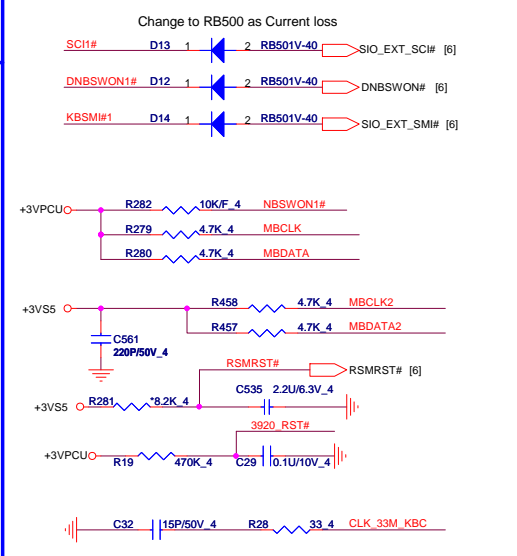 Change to RB500 as Current loss
SCI1# D13 1 2 RB501V-40 SIO_EXT_SCI# [6]
DNBSWON1# D12 1 2 RB501V-40 DNBSWON# [6]
KBSMI#1 D14 1 2 RB501V-40 SIO_EXT_SMI# [6]
+3VPCU R282 10K/F_4 NBSWON1#
R279 4.7K_4 MBCLK
R280 4.7K_4 MBDATA
+3VS5 R458 4.7K_4 MBCLK2
R457 4.7K_4 MBDATA2
C561
220P/50V_4
RSMRST# RSMRST# [6]
+3VS5 R281 *8.2K_4 C535 2.2U/6.3V_4
3920_RST#
+3VPCU R19 470K_4 C29 0.1U/10V_4
C32 15P/50V_4 R28 33_4 CLK_33M_KBC